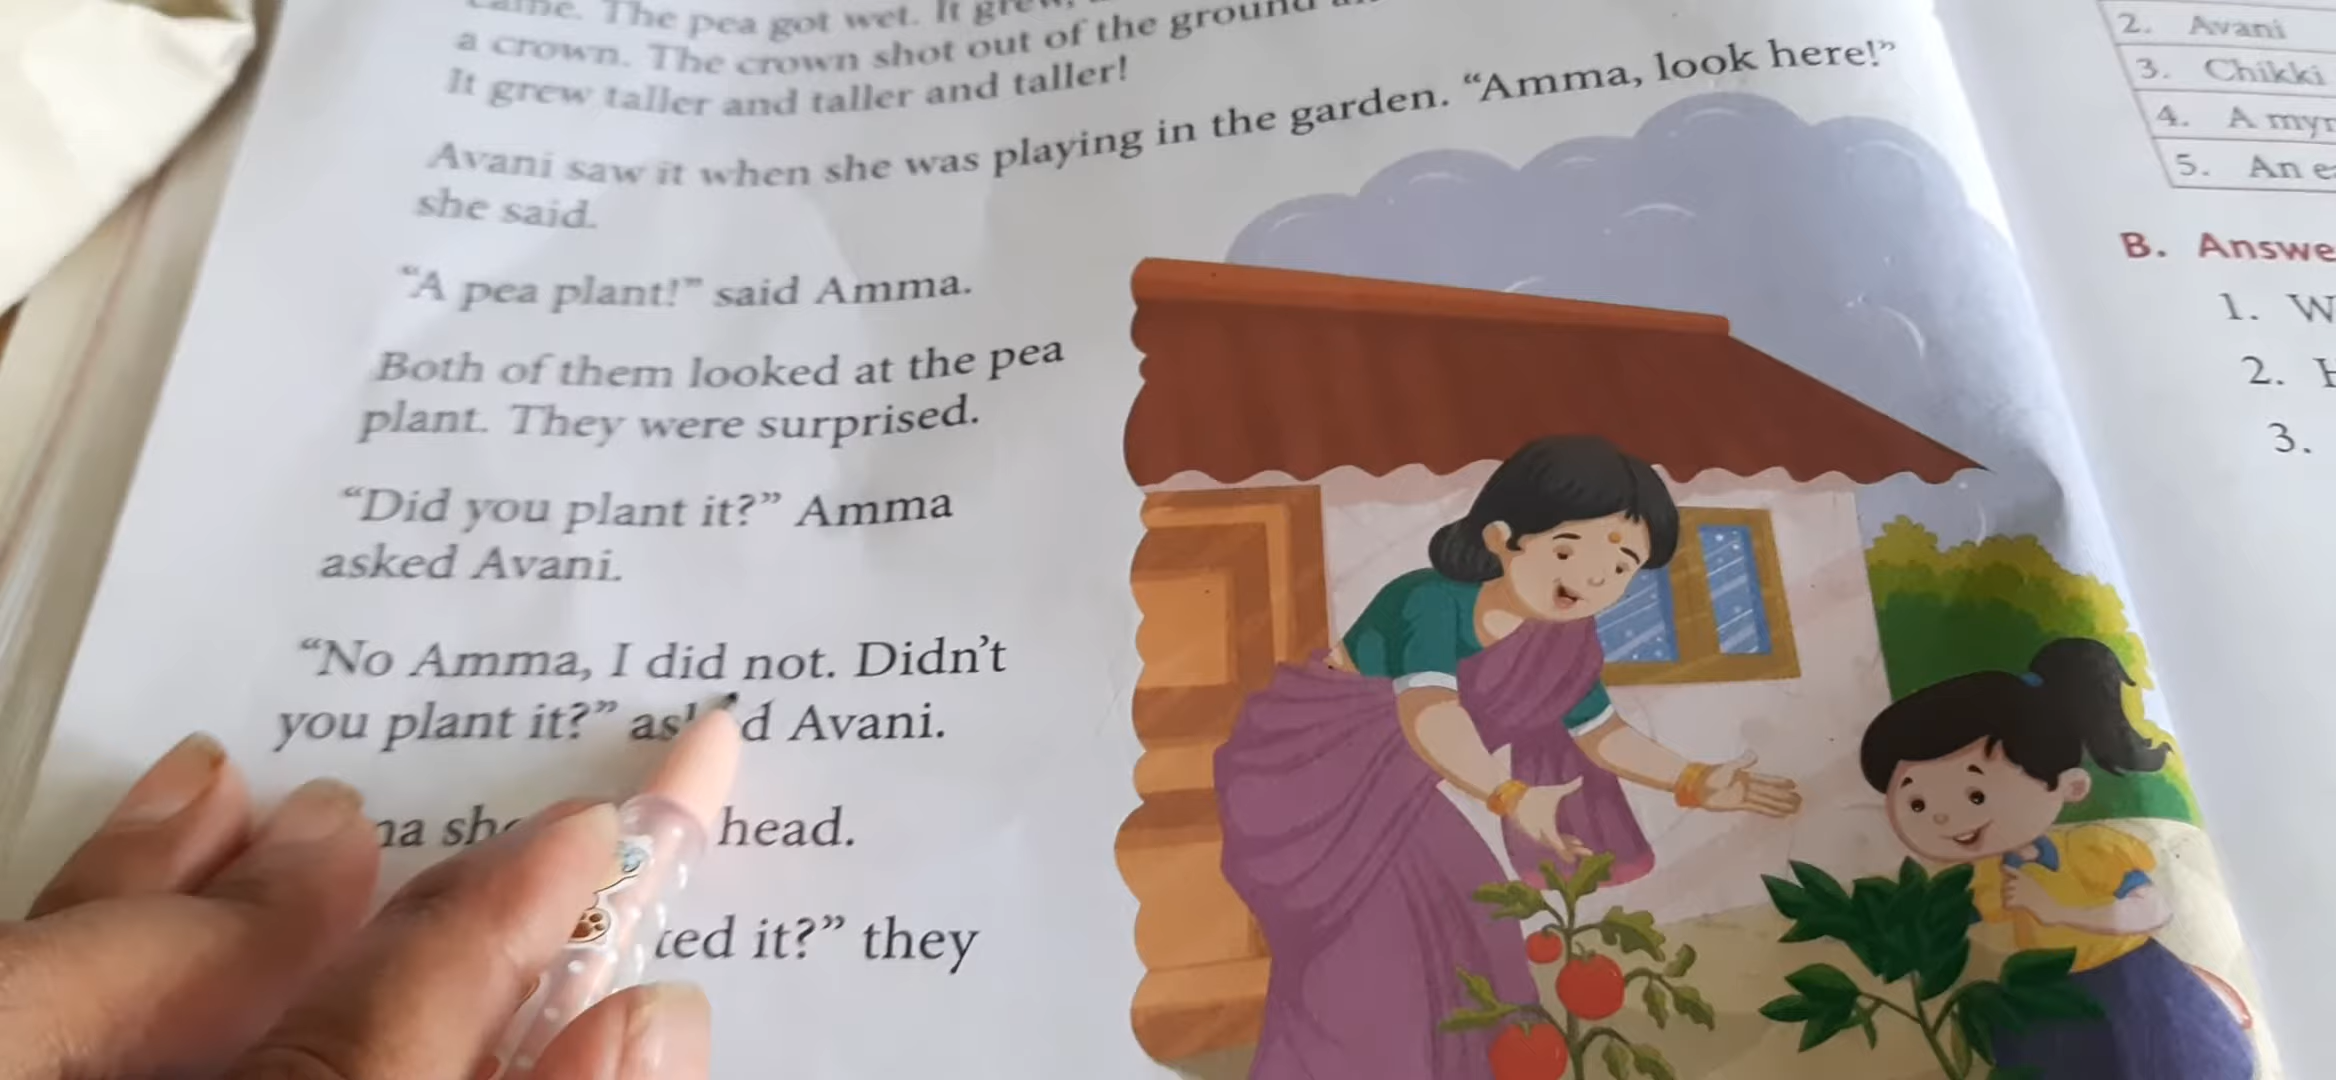 came. The pea got wet. It grew,
a crown. The crown shot out of the ground
It grew taller and taller and taller!
Avani saw it when she was playing in the garden. “Amma, look here!”
she said.
“A pea plant!” said Amma.
Both of them looked at the pea
plant. They were surprised.
“Did you plant it?” Amma
asked Avani.
“No Amma, I did not. Didn’t
you plant it?” d Avani.
head.
it?” they
2. Avani
3. Chikki
4. A
5. An
B.
1.
2.
3.